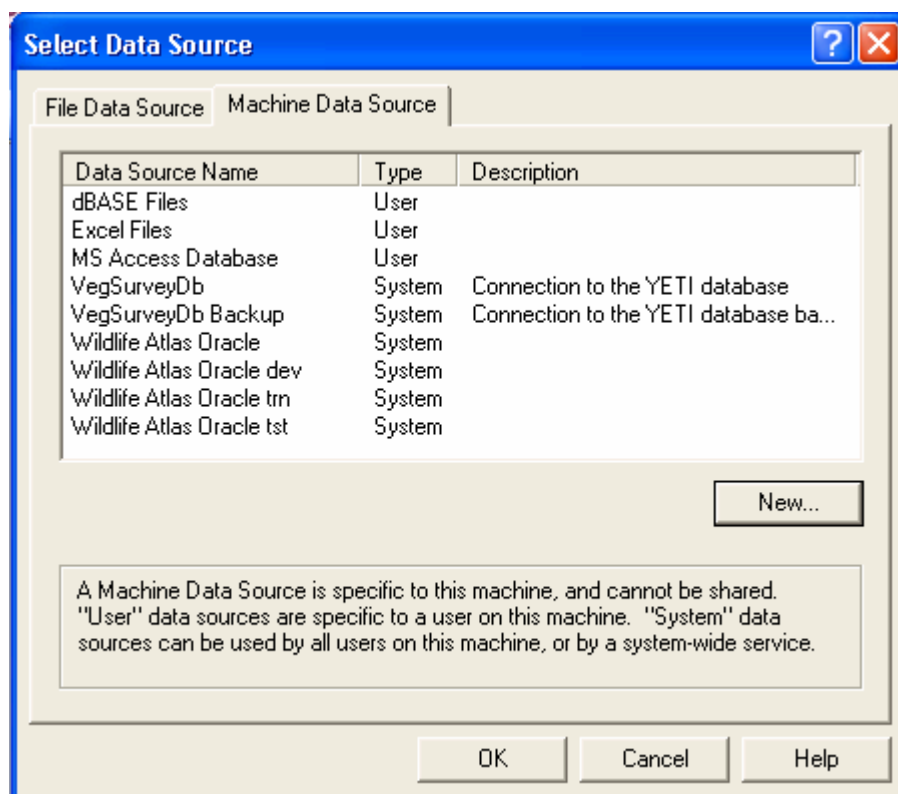 Select Data Source
File Data Source Machine Data Source
Data Source Name Type Description
dBASE Files User
Excel Files User
MS Access Database User
VegSurveyDb System Connection to the YETI database
VegSurveyDb Backup System Connection to the YETI database ba...
Wildlife Atlas Oracle System
Wildlife Atlas Oracle dev System
Wildlife Atlas Oracle trn System
Wildlife Atlas Oracle tst System
New...
A Machine Data Source is specific to this machine, and cannot be shared.
"User" data sources are specific to a user on this machine. "System" data
sources can be used by all users on this machine, or by a system-wide service.
OK Cancel Help